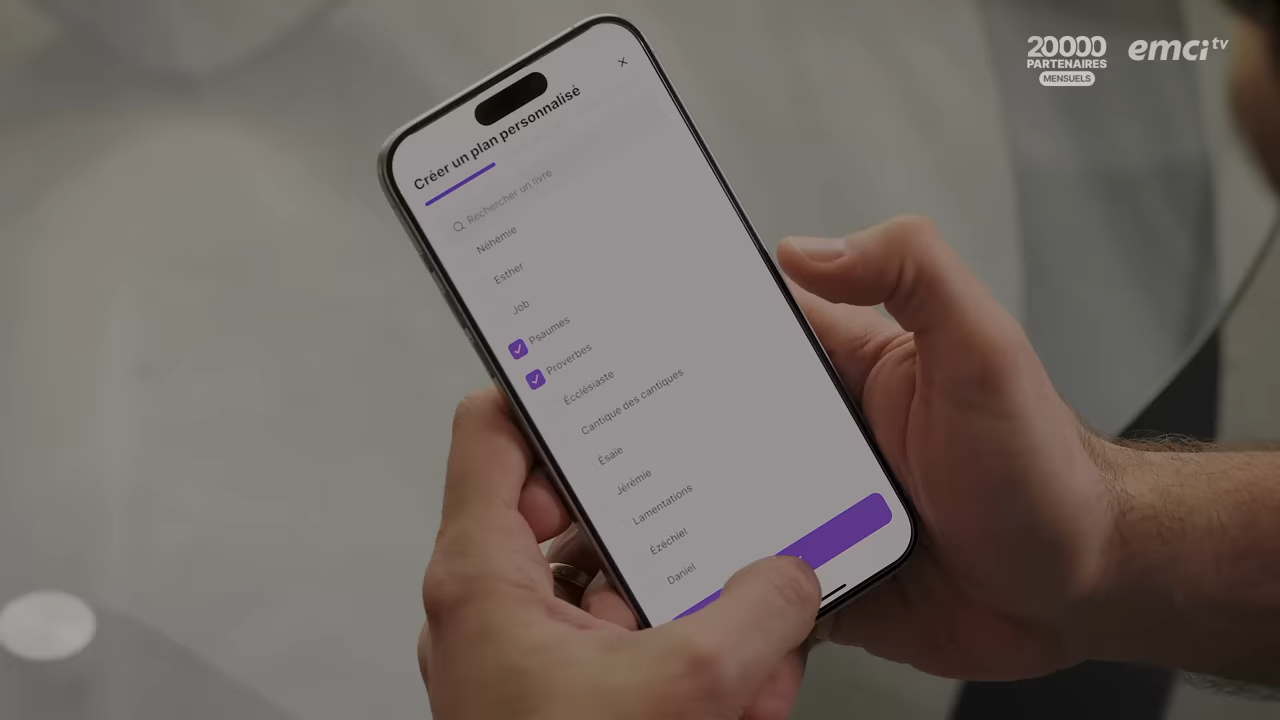 20000
PARTENAIRES
MENSUELS
emci tv
Créer un plan personnalisé
Rechercher un livre
Néhémie
Esther
Job
Psaumes
Proverbes
Écclésiaste
Cantique des cantiques
Ésaïe
Jérémie
Lamentations
Ézéchiel
Daniel